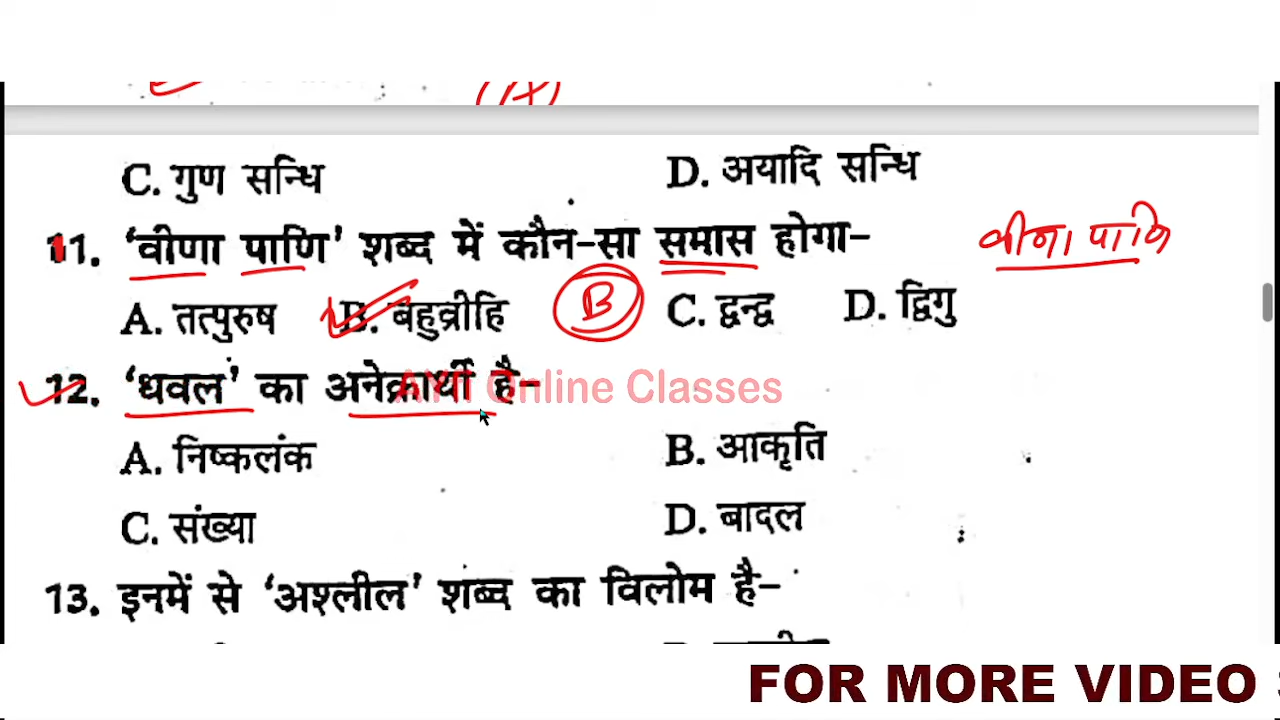 C. गुण सन्धि D. अयादि सन्धि
11. ‘वीणा पाणि’ शब्द में कौन-सा समास होगा- वीना पाणि
A. तत्पुरुष B. बहुव्रीहि B C. द्वन्द्व D. द्विगु
12. ‘धवल’ का अनेकार्थी है-
Online Classes
A. निष्कलंक B. आकृति
C. संख्या D. बादल
13. इनमें से ‘अश्लील’ शब्द का विलोम है-
FOR MORE VIDEO